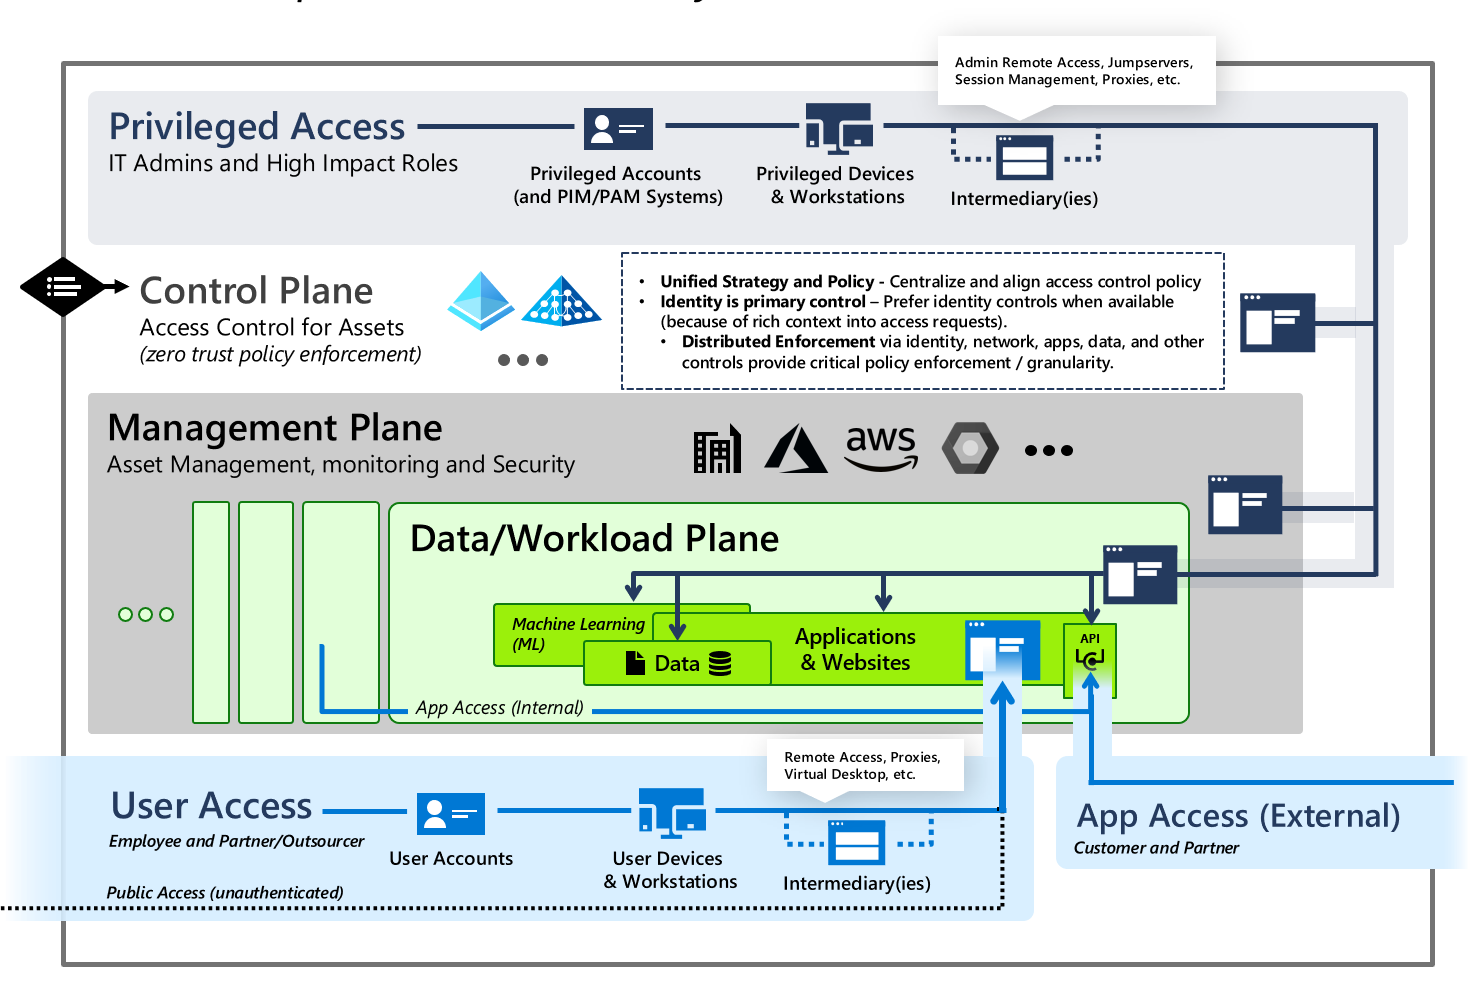 Admin Remote Access, Jumpservers,
Session Management, Proxies, etc.
Privileged Access
IT Admins and High Impact Roles
Privileged Accounts
(and PIM/PAM Systems)
Privileged Devices
& Workstations
Intermediary(ies)
Control Plane
Access Control for Assets
(zero trust policy enforcement)
• Unified Strategy and Policy - Centralize and align access control policy
• Identity is primary control – Prefer identity controls when available
(because of rich context into access requests).
• Distributed Enforcement via identity, network, apps, data, and other
controls provide critical policy enforcement / granularity.
Management Plane
Asset Management, monitoring and Security
aws
Data/Workload Plane
Machine Learning
(ML)
Data
Applications
& Websites
API
App Access (Internal)
Remote Access, Proxies,
Virtual Desktop, etc.
User Access
Employee and Partner/Outsourcer
User Accounts
User Devices
& Workstations
Intermediary(ies)
Public Access (unauthenticated)
App Access (External)
Customer and Partner